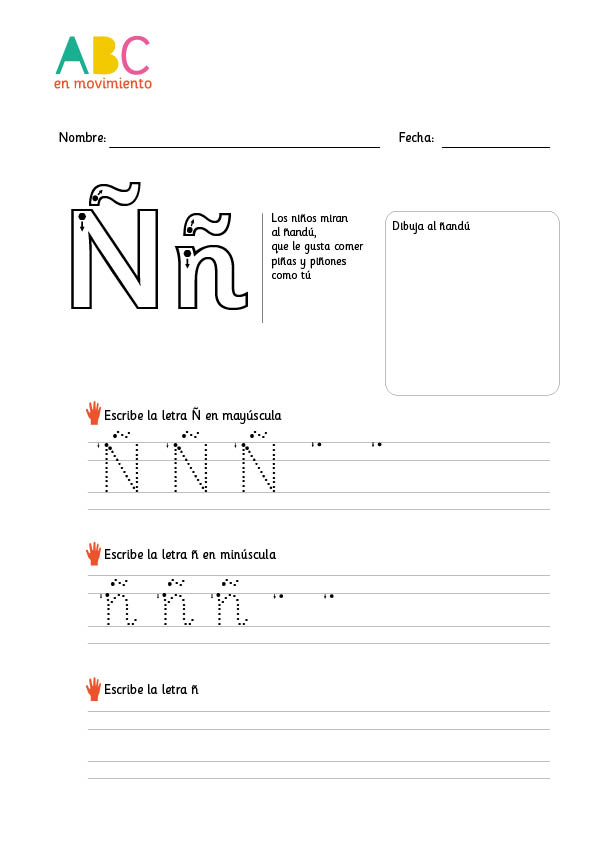 ABC
en movimiento
Nombre:
Fecha:
Ññ
Los niños miran
al ñandú,
que le gusta comer
piñas y piñones
como tú
Dibuja al ñandú
Escribe la letra Ñ en mayúscula
Ñ Ñ Ñ
Escribe la letra ñ en minúscula
ñ ñ ñ
Escribe la letra ñ